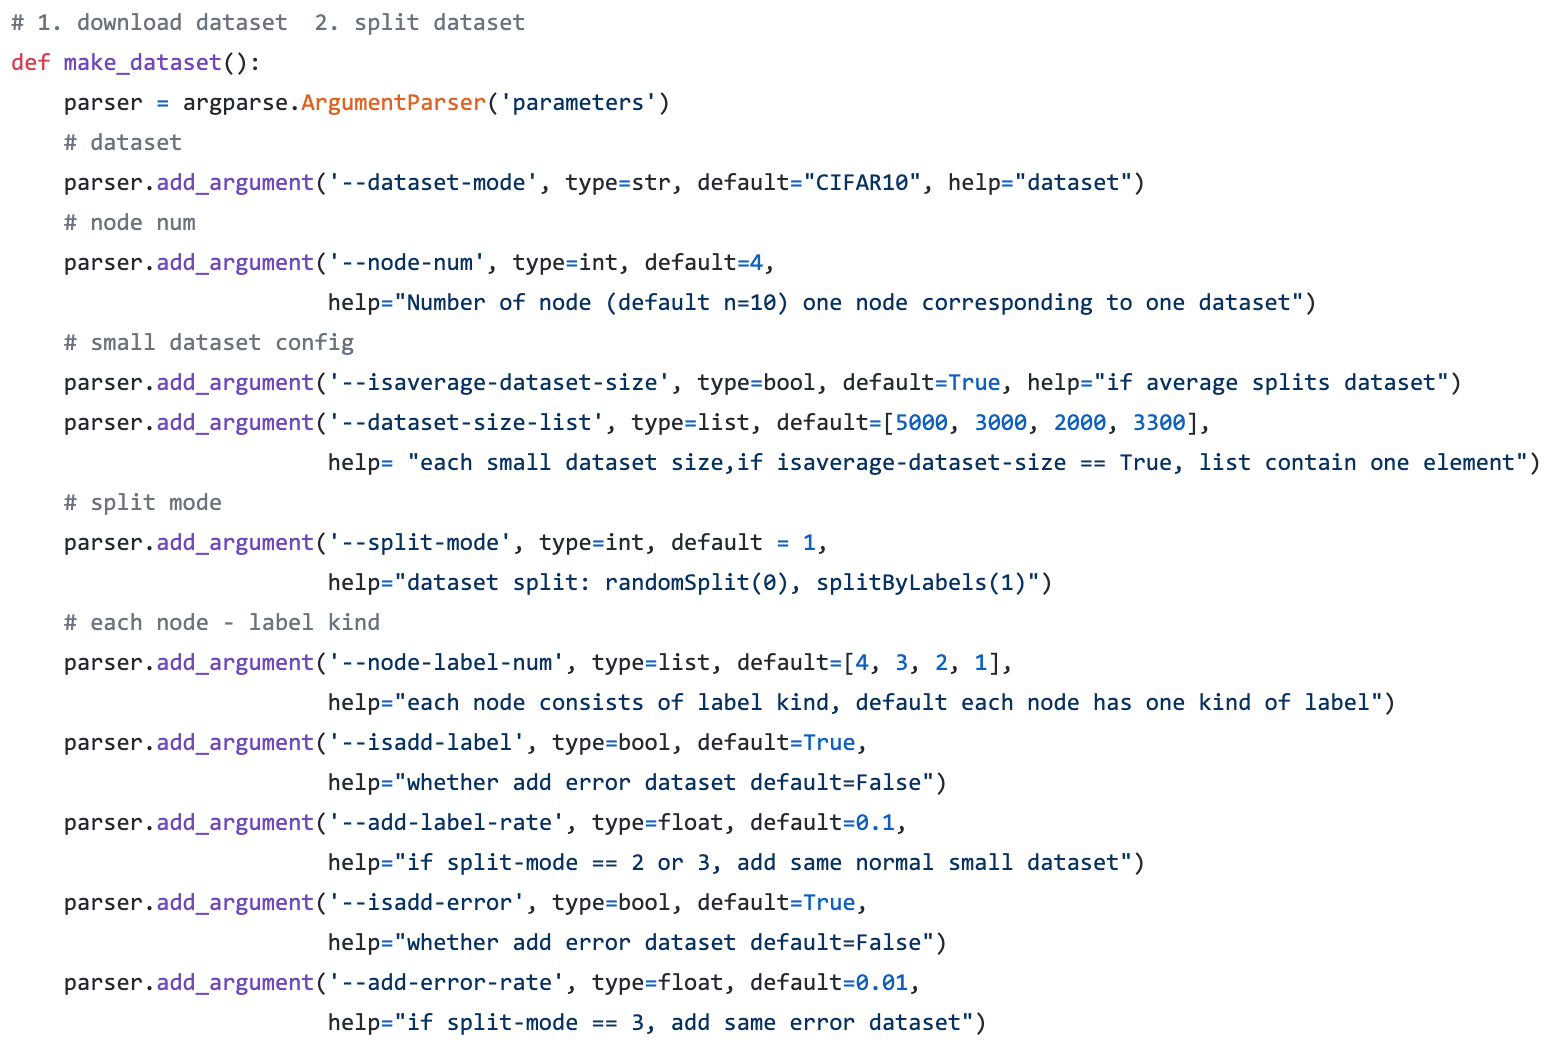 # 1. download dataset  2. split dataset
def make_dataset():
    parser = argparse.ArgumentParser('parameters')
    # dataset
    parser.add_argument('--dataset-mode', type=str, default="CIFAR10", help="dataset")
    # node num
    parser.add_argument('--node-num', type=int, default=4,
                        help="Number of node (default n=10) one node corresponding to one dataset")
    # small dataset config
    parser.add_argument('--isaverage-dataset-size', type=bool, default=True, help="if average splits dataset")
    parser.add_argument('--dataset-size-list', type=list, default=[5000, 3000, 2000, 3300],
                        help= "each small dataset size,if isaverage-dataset-size == True, list contain one element")
    # split mode
    parser.add_argument('--split-mode', type=int, default = 1,
                        help="dataset split: randomSplit(0), splitByLabels(1)")
    # each node - label kind
    parser.add_argument('--node-label-num', type=list, default=[4, 3, 2, 1],
                        help="each node consists of label kind, default each node has one kind of label")
    parser.add_argument('--isadd-label', type=bool, default=True,
                        help="whether add error dataset default=False")
    parser.add_argument('--add-label-rate', type=float, default=0.1,
                        help="if split-mode == 2 or 3, add same normal small dataset")
    parser.add_argument('--isadd-error', type=bool, default=True,
                        help="whether add error dataset default=False")
    parser.add_argument('--add-error-rate', type=float, default=0.01,
                        help="if split-mode == 3, add same error dataset")